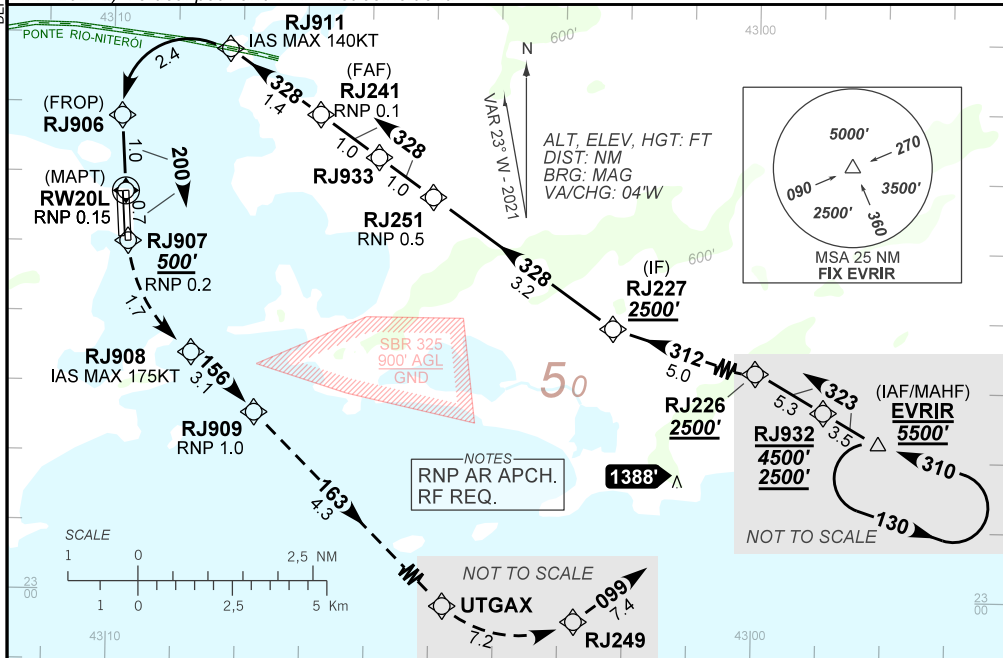 43 10
43 00
PONTE RIO-NITERÓI
RJ911
IAS MAX 140KT
2.4
328
1.4
(FAF)
RJ241
RNP 0.1
600'
N
VAR 23° W - 2021
ALT, ELEV, HGT: FT
DIST: NM
BRG: MAG
VA/CHG: 04'W
5000'
270
090
3500'
2500'
360
MSA 25 NM
FIX EVRIR
(FROP)
RJ906
1.0
200
(MAPT)
RW20L
RNP 0.15
0.7
RJ907
500'
RNP 0.2
1.0
328
RJ933
1.0
RJ251
RNP 0.5
328
3.2
600'
(IF)
RJ227
2500'
1.7
RJ908
IAS MAX 175KT
156
3.1
RJ909
RNP 1.0
SBR 325
900' AGL
GND
50
312
5.0
RJ226
2500'
5.3
323
3.5
(IAF/MAHF)
EVRIR
5500'
RJ932
4500'
2500'
310
130
NOT TO SCALE
1388'
NOTES
RNP AR APCH.
RF REQ.
163
4.3
SCALE
1 0 2,5 NM
1 0 2,5 5 Km
NOT TO SCALE
UTGAX
7.2
RJ249
099
7.4
23
00
23
00
43 10
43 00